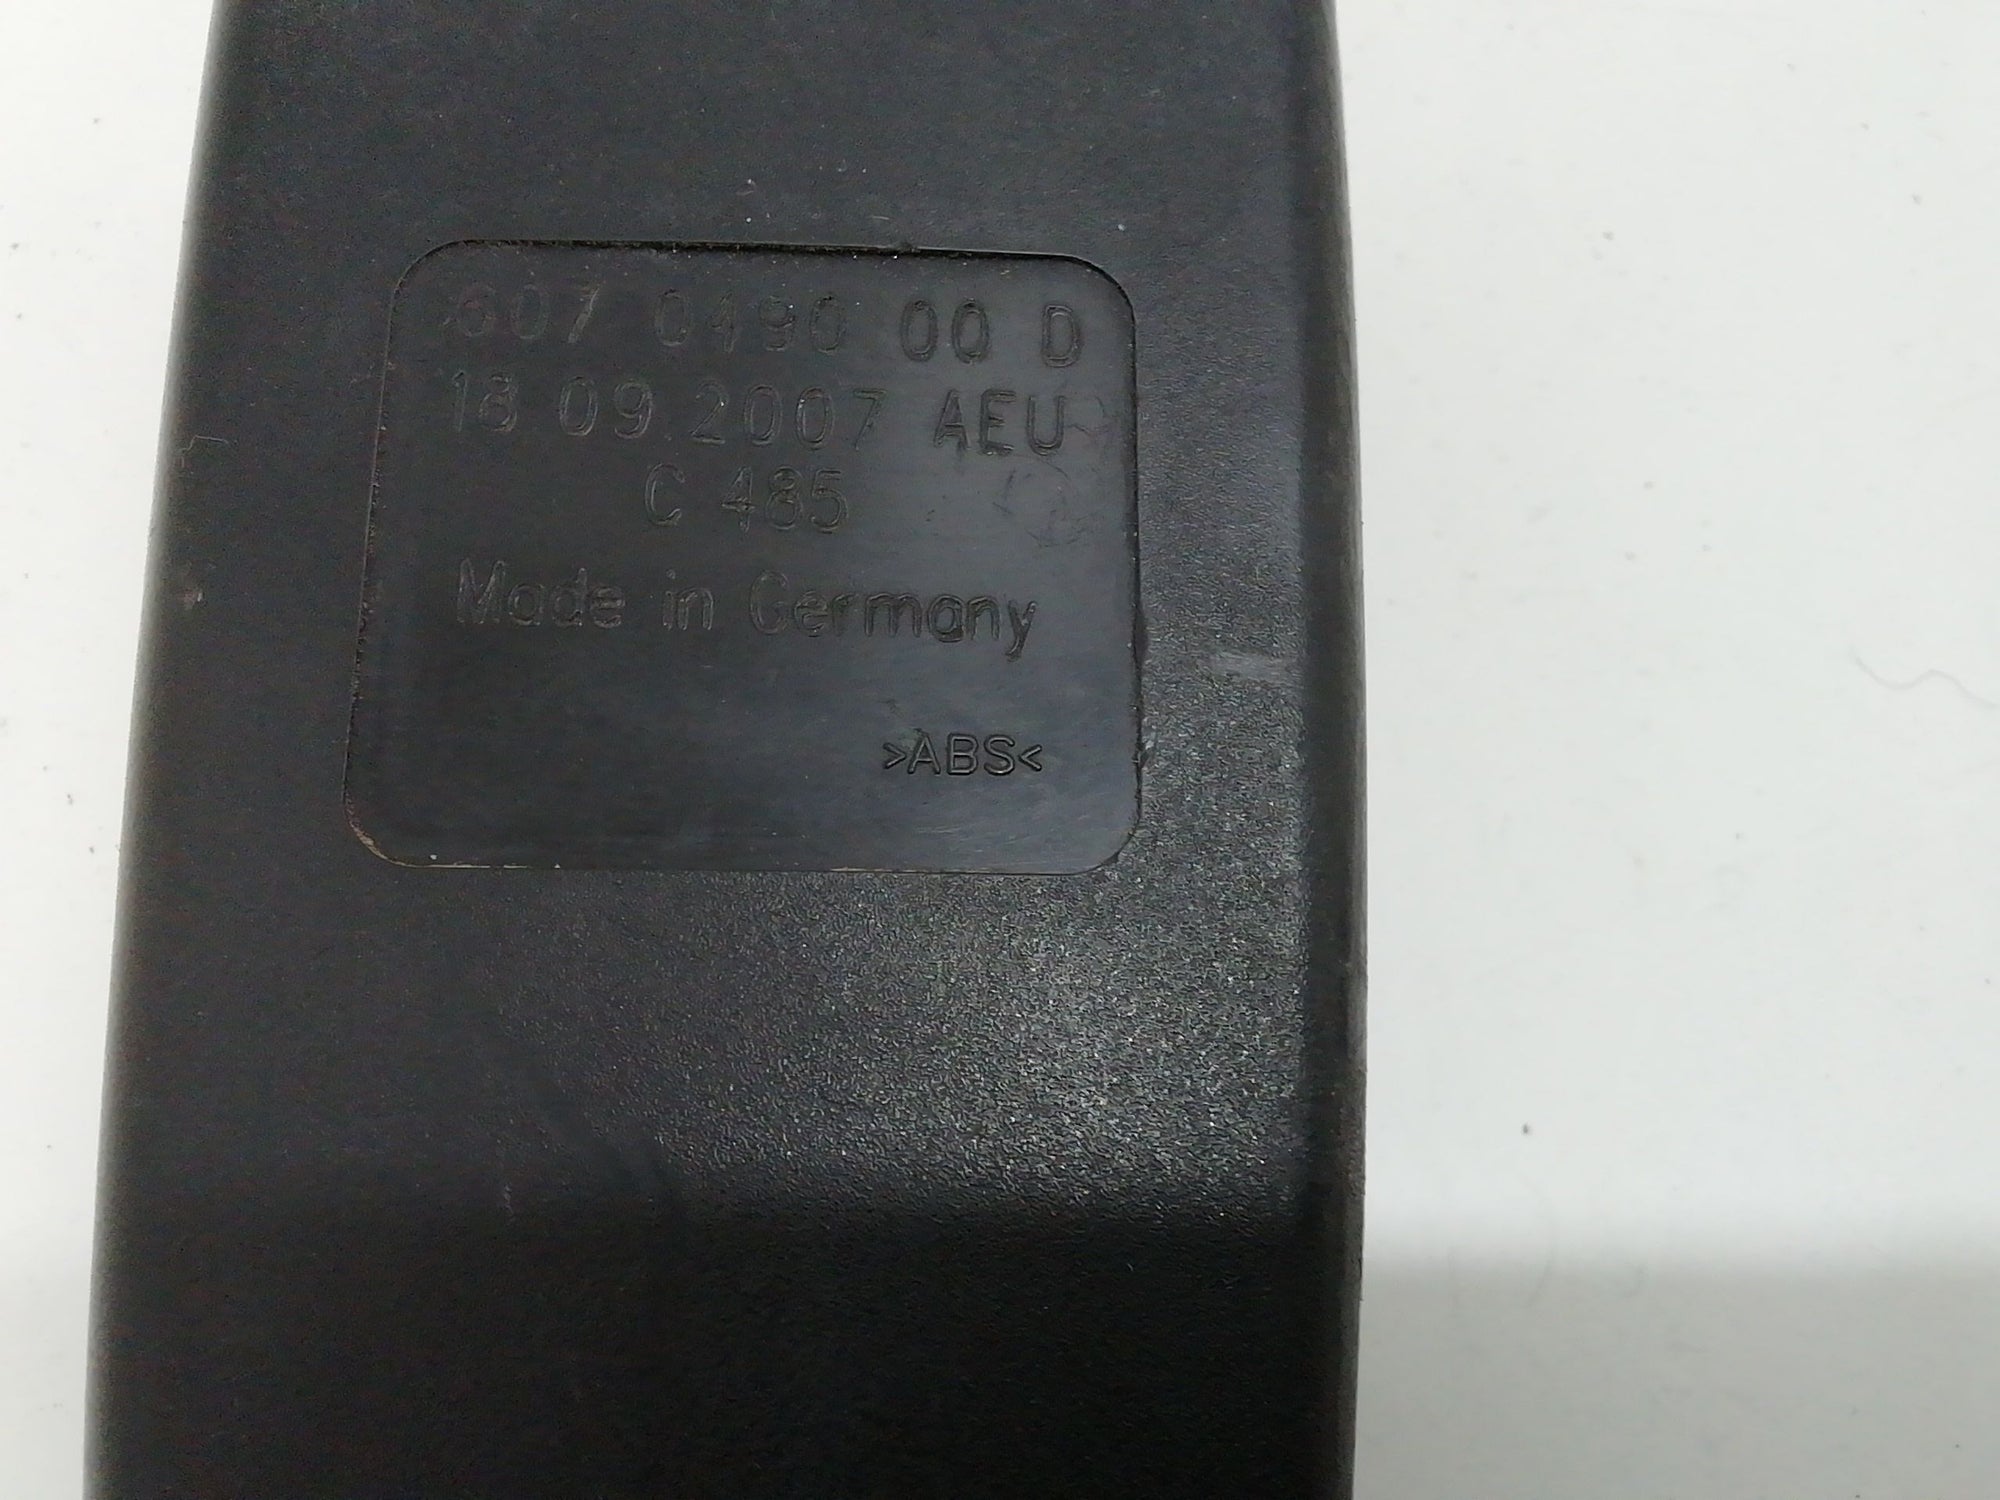 607 0490 00 D
18.09.2007 AEU
C 485
Made in Germany
>ABS<